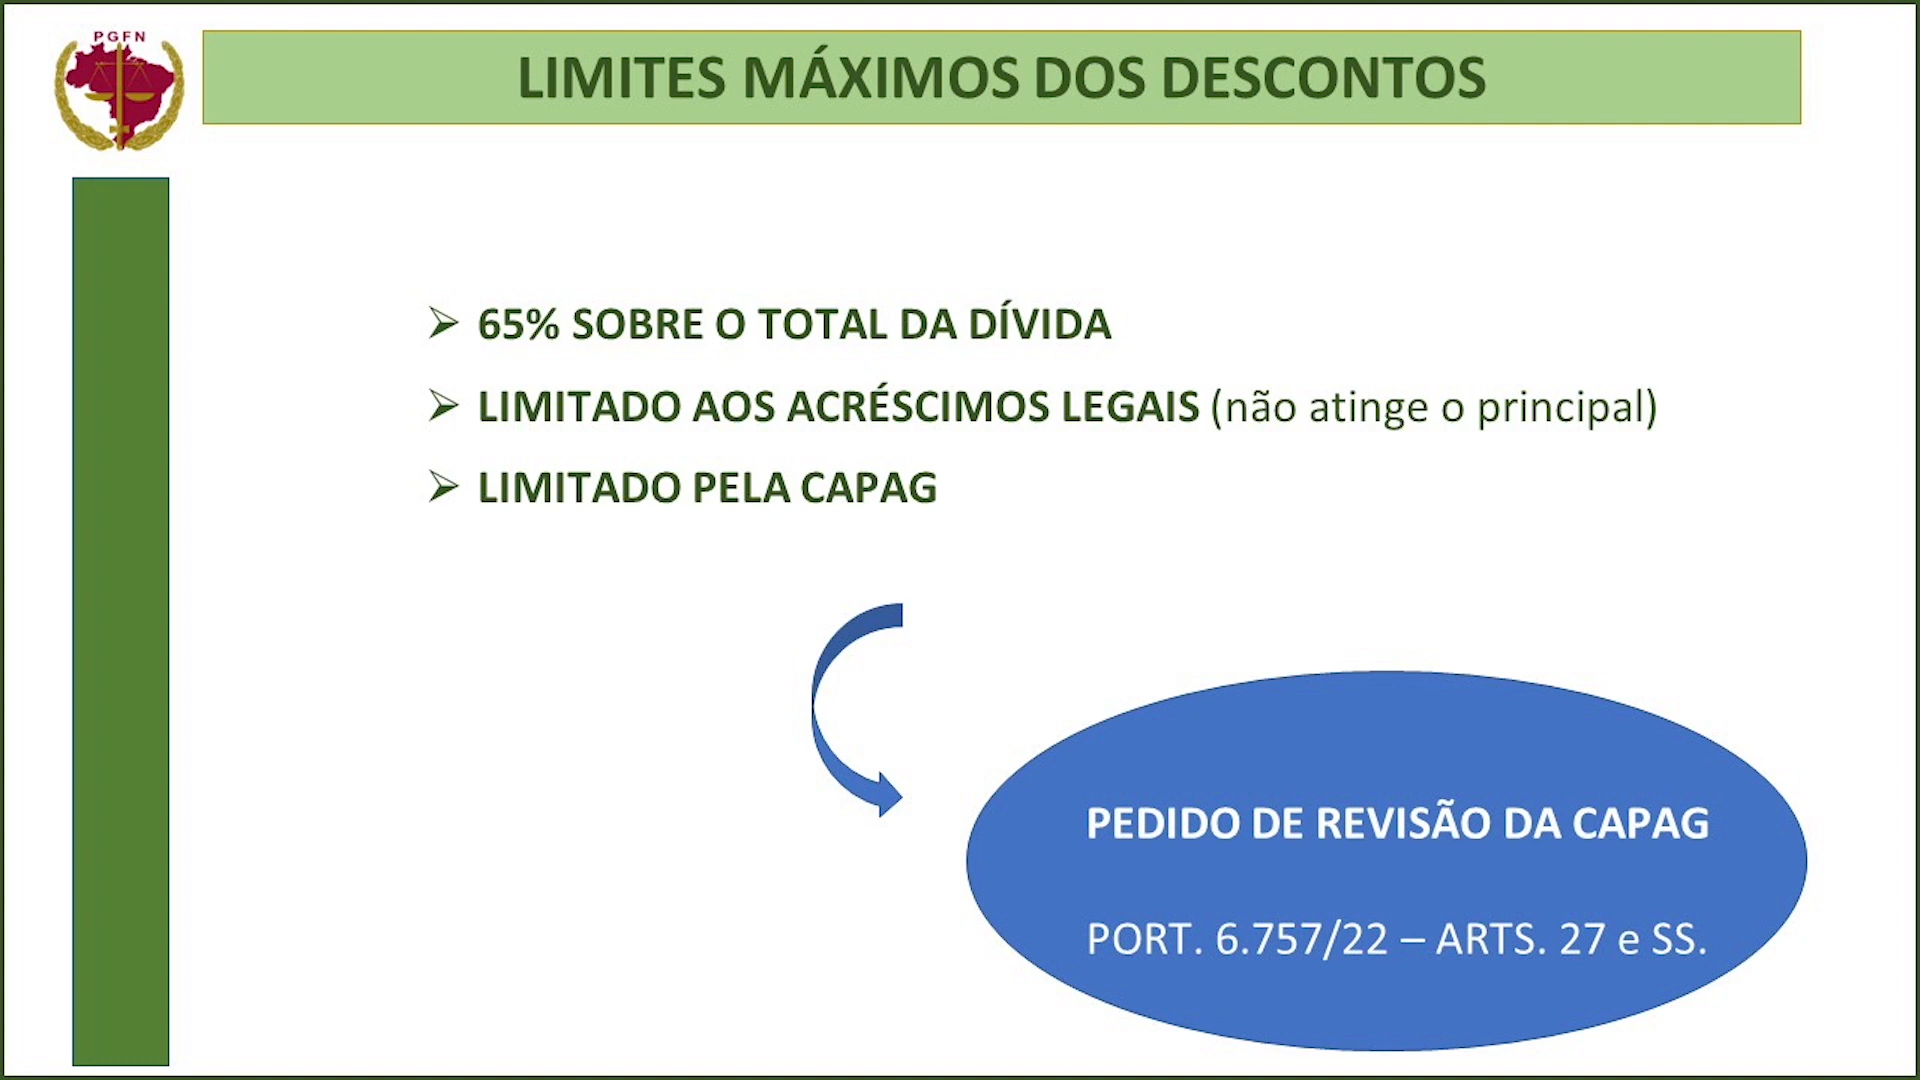 PGFN
LIMITES MÁXIMOS DOS DESCONTOS
➢ 65% SOBRE O TOTAL DA DÍVIDA
➢ LIMITADO AOS ACRÉSCIMOS LEGAIS (não atinge o principal)
➢ LIMITADO PELA CAPAG
PEDIDO DE REVISÃO DA CAPAG
PORT. 6.757/22 – ARTS. 27 e SS.